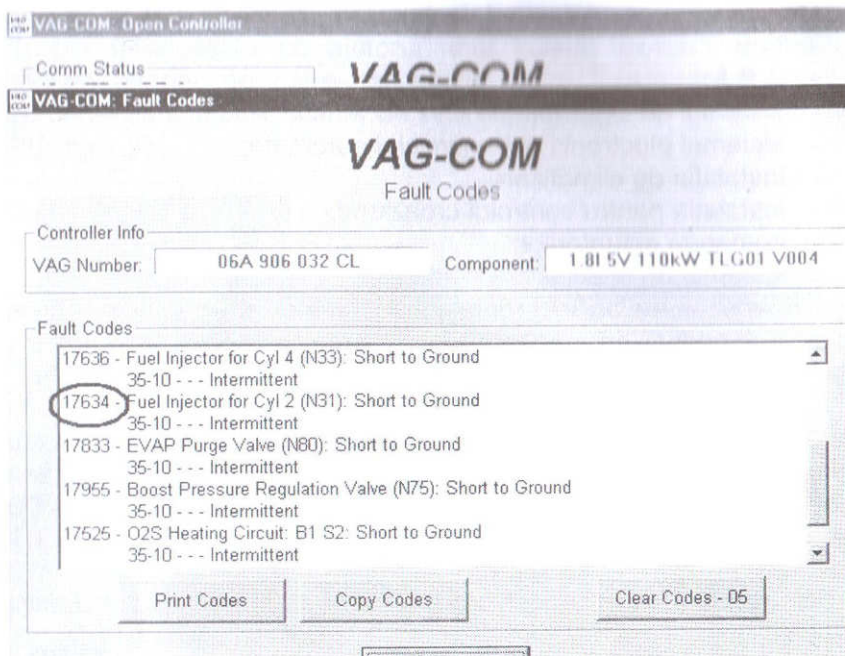 VAG-COM: Open Controller
Comm Status
VAG-COM
VAG-COM: Fault Codes
VAG-COM
Fault Codes
Controller Info
VAG Number: 06A 906 032 CL Component: 1.8l 5V 110kW TLG01 V004
Fault Codes
17636 - Fuel Injector for Cyl 4 (N33): Short to Ground
35-10 - - - Intermittent
17634 - Fuel Injector for Cyl 2 (N31): Short to Ground
35-10 - - - Intermittent
17833 - EVAP Purge Valve (N80): Short to Ground
35-10 - - - Intermittent
17955 - Boost Pressure Regulation Valve (N75): Short to Ground
35-10 - - - Intermittent
17525 - O2S Heating Circuit: B1 S2: Short to Ground
35-10 - - - Intermittent
Print Codes Copy Codes Clear Codes - 05